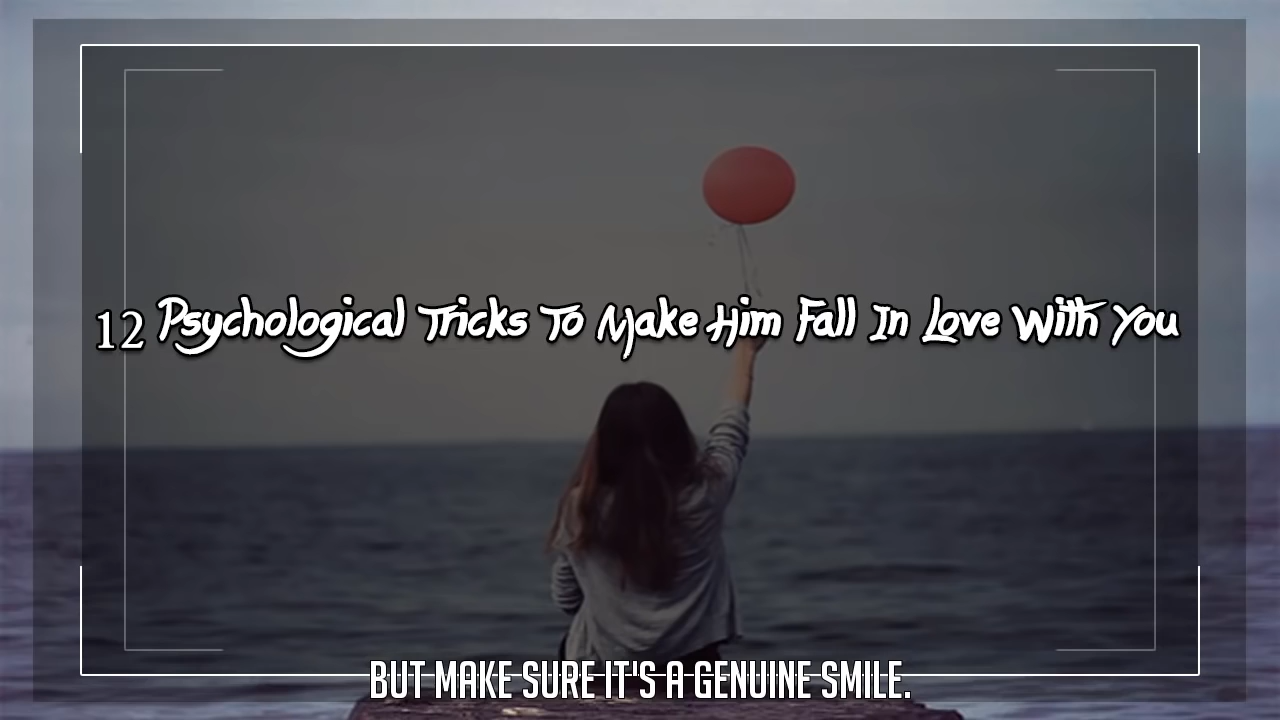 12 Psychological Tricks To Make Him Fall In Love With You
BUT MAKE SURE IT'S A GENUINE SMILE.